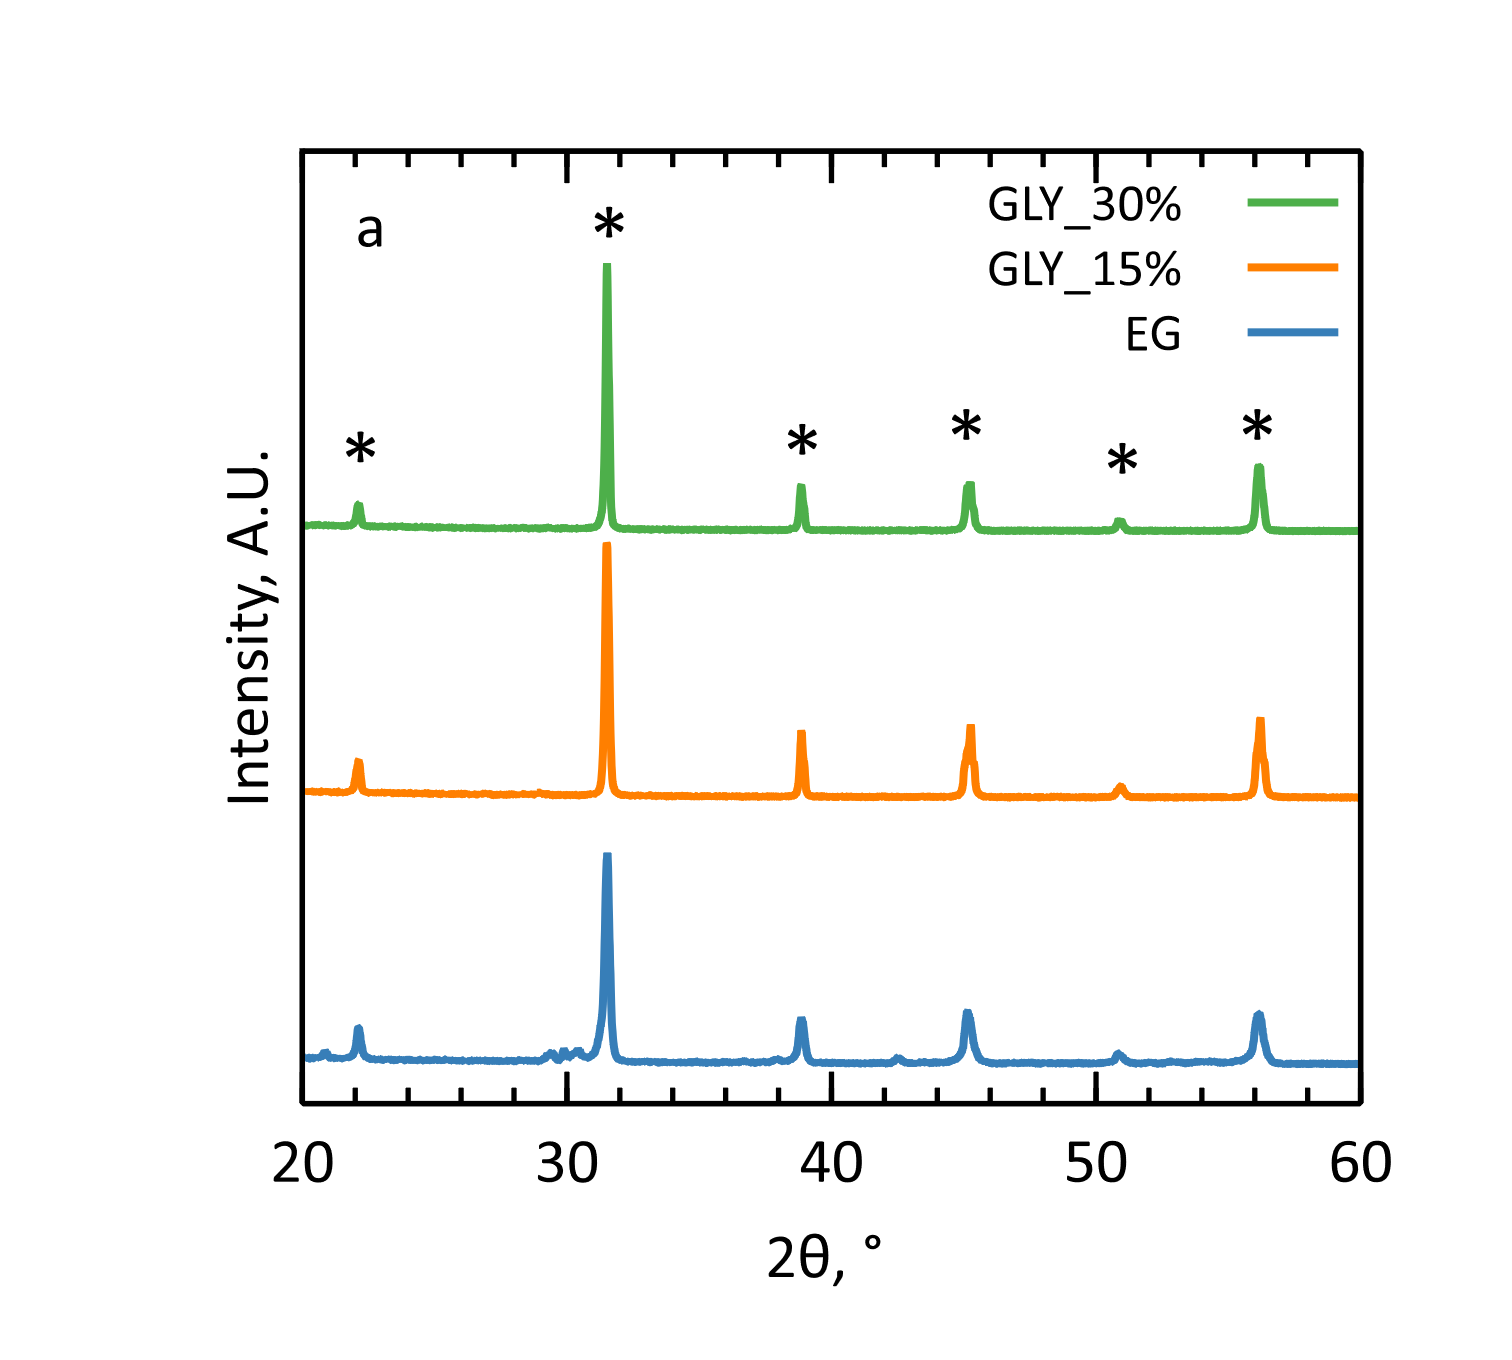 a
*
GLY_30%
GLY_15%
EG
* * * * *
Intensity, A.U.
20 30 40 50 60
2θ, °